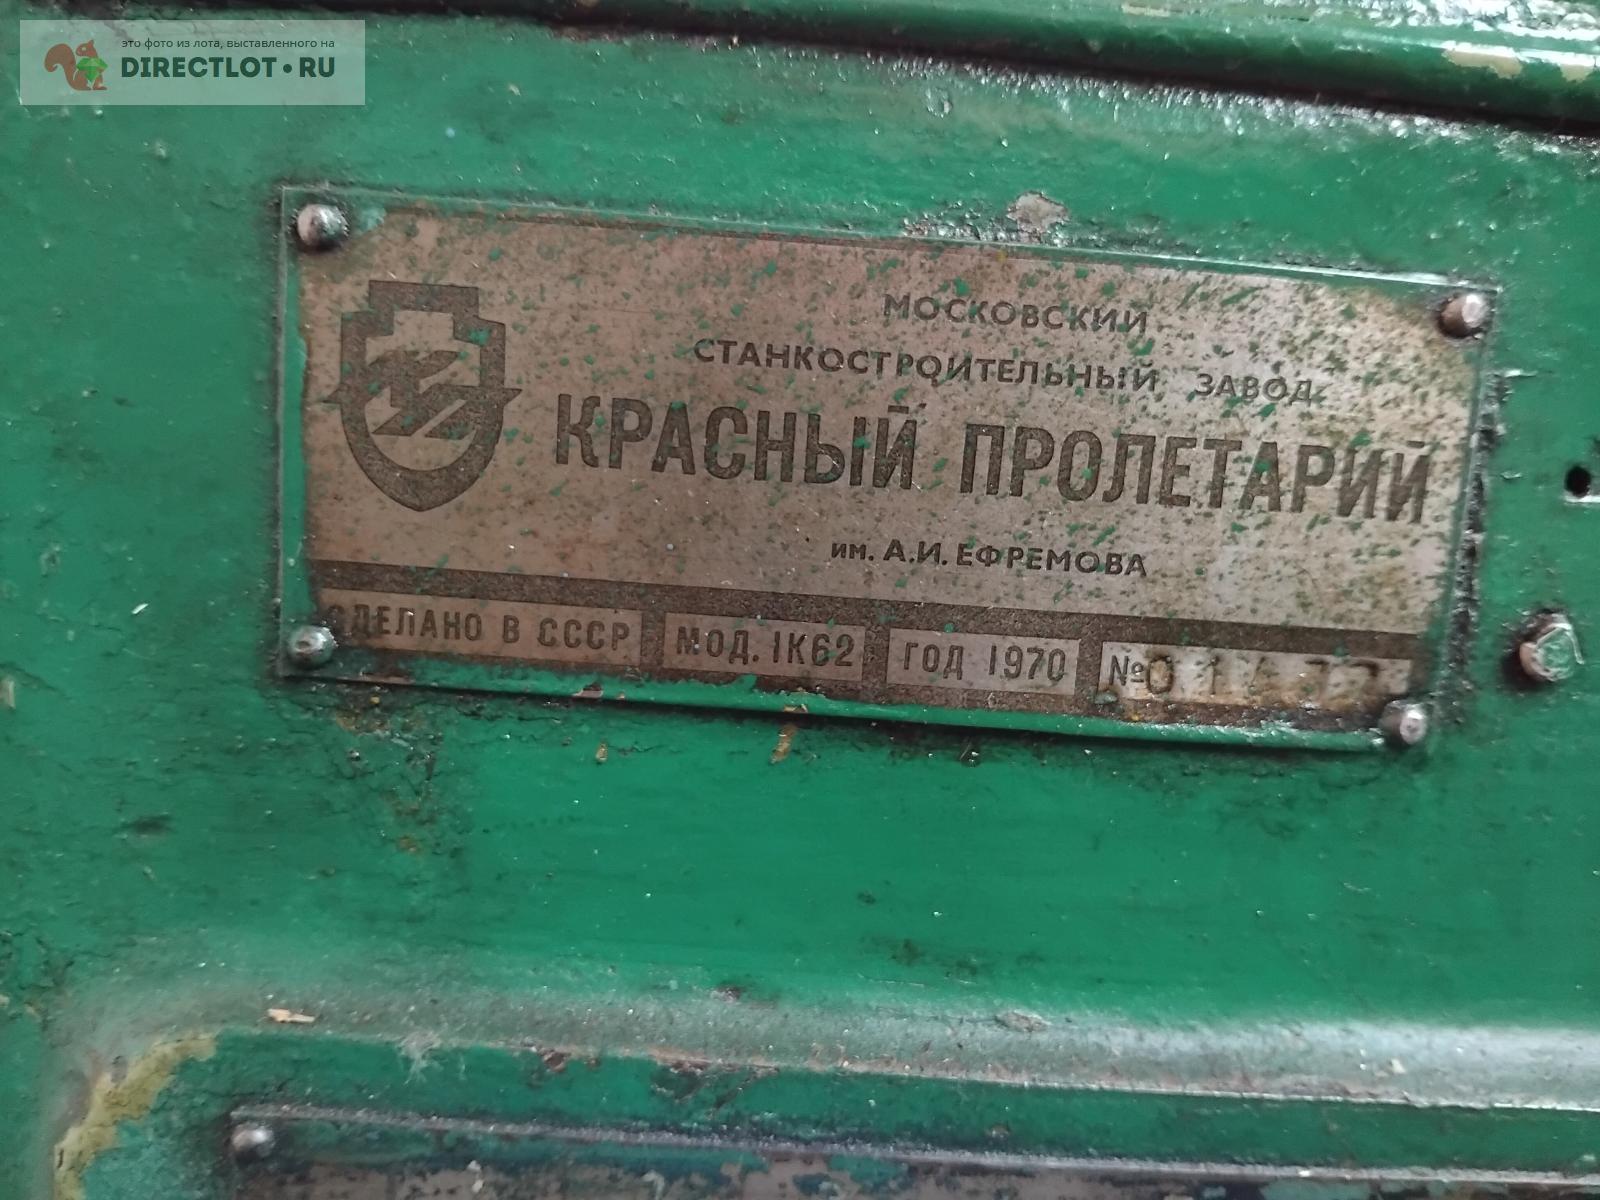 это фото из лота, выставленного на
DIRECTLOT•RU
МОСКОВСКИЙ
СТАНКОСТРОИТЕЛЬНЫЙ ЗАВОД
КРАСНЫЙ ПРОЛЕТАРИЙ
им. А.И. ЕФРЕМОВА
СДЕЛАНО В СССР МОД. 1К62 ГОД 1970 №